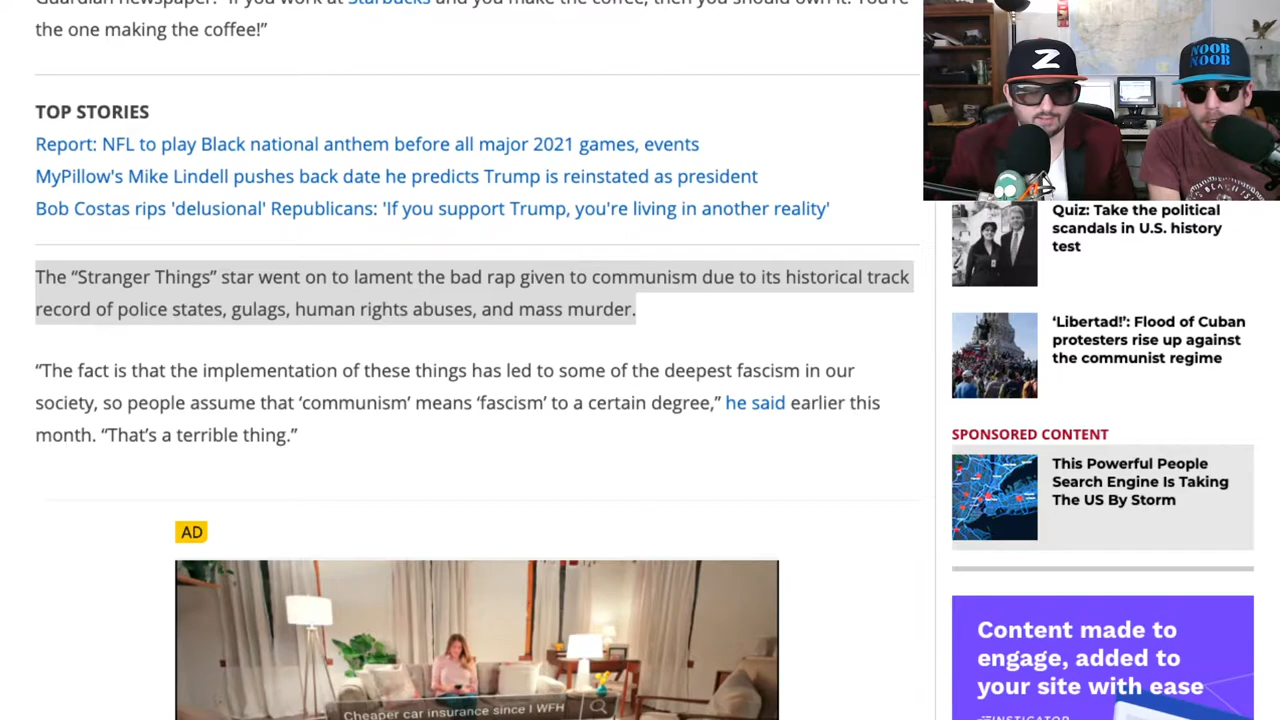 Guardian newspaper. “If you work at Starbucks and you make the coffee, then you should own it. You’re
the one making the coffee!”
TOP STORIES
Report: NFL to play Black national anthem before all major 2021 games, events
MyPillow's Mike Lindell pushes back date he predicts Trump is reinstated as president
Bob Costas rips 'delusional' Republicans: 'If you support Trump, you're living in another reality'
The “Stranger Things” star went on to lament the bad rap given to communism due to its historical track
record of police states, gulags, human rights abuses, and mass murder.
“The fact is that the implementation of these things has led to some of the deepest fascism in our
society, so people assume that ‘communism’ means ‘fascism’ to a certain degree,” he said earlier this
month. “That’s a terrible thing.”
AD
Cheaper car insurance since I WFH
Z
NOOB
NOOB
Quiz: Take the political
scandals in U.S. history
test
‘Libertad!’: Flood of Cuban
protesters rise up against
the communist regime
SPONSORED CONTENT
This Powerful People
Search Engine Is Taking
The US By Storm
Content made to
engage, added to
your site with ease
INSTIGATOR